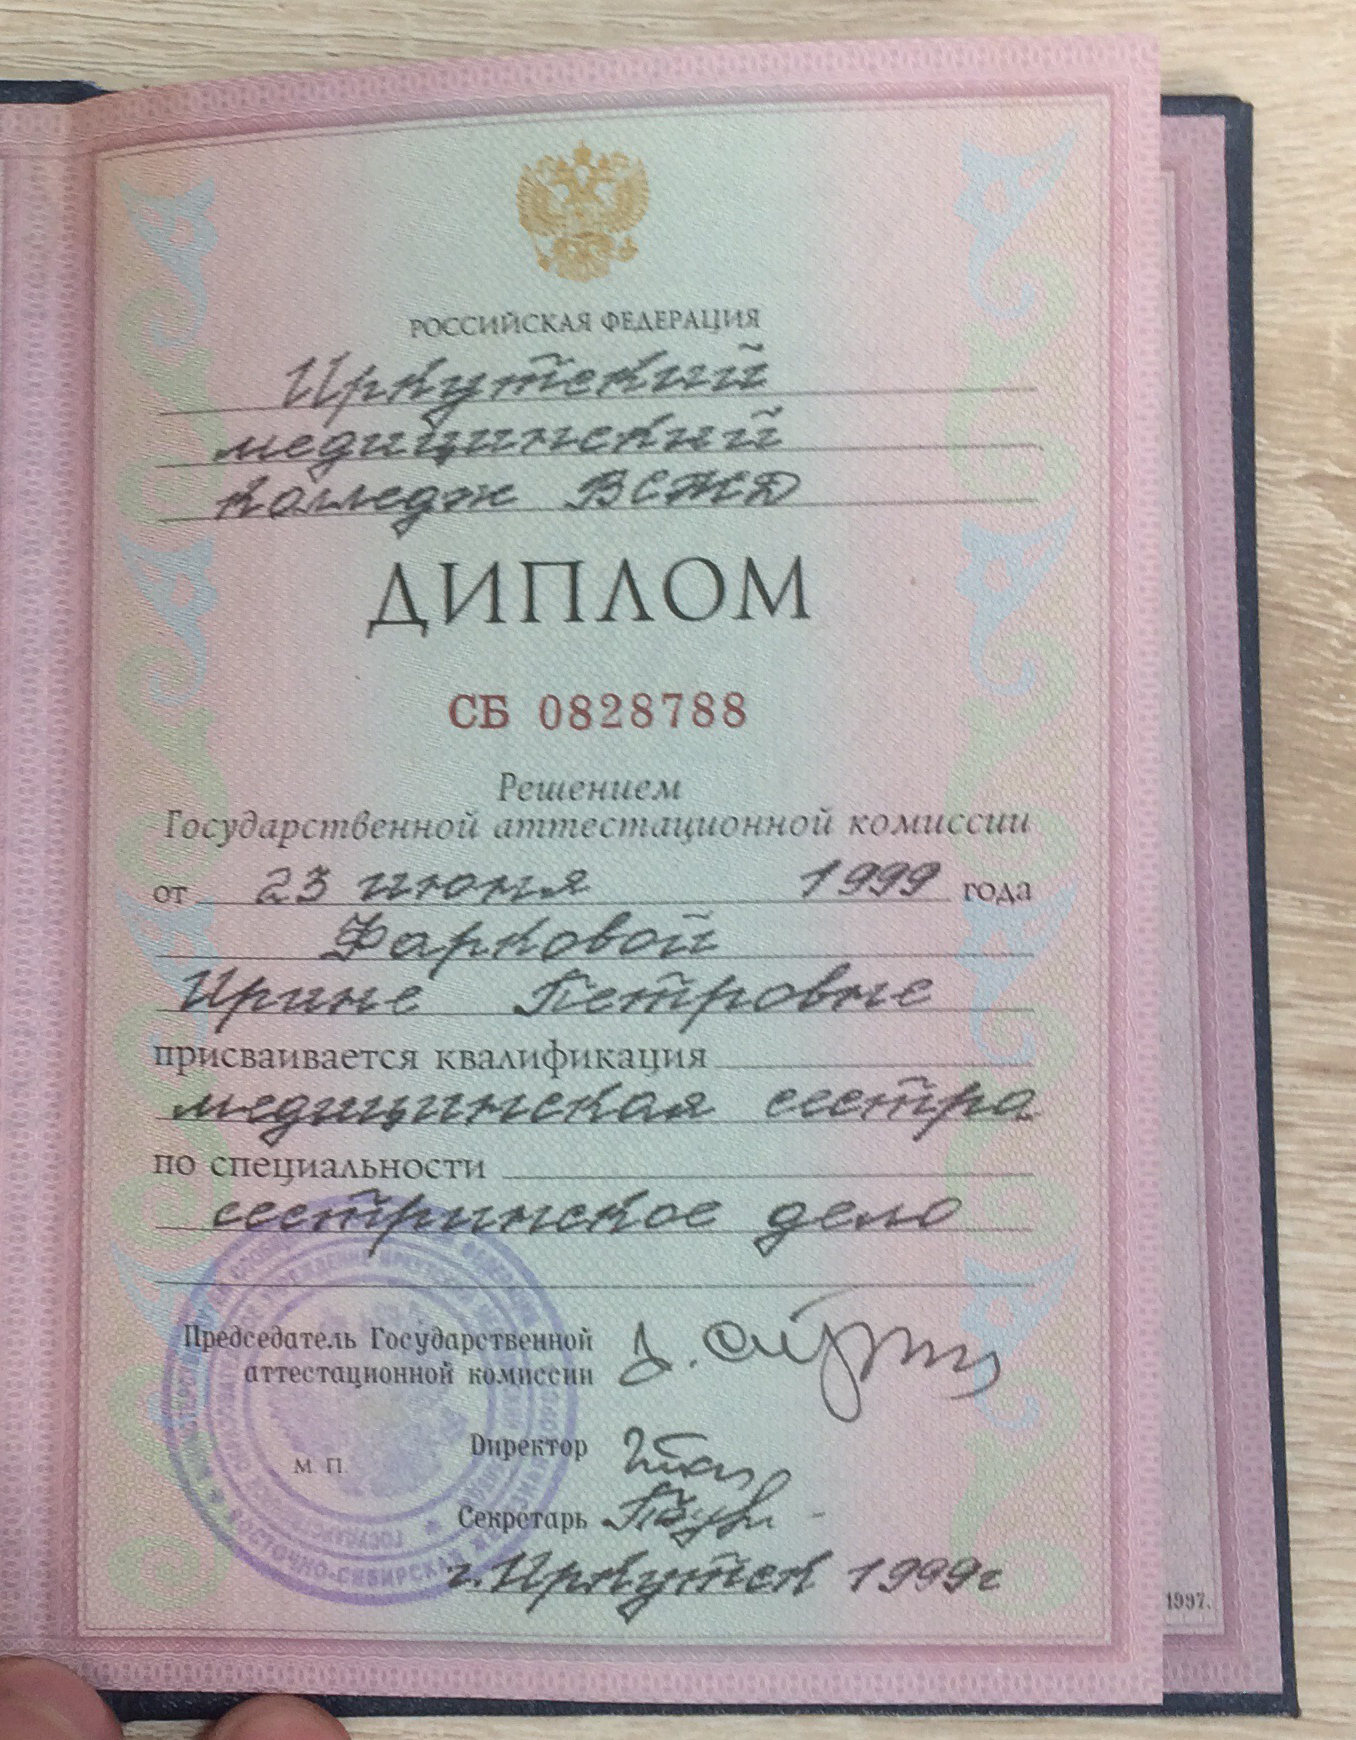 РОССИЙСКАЯ ФЕДЕРАЦИЯ
Иркутский
медицинский
колледж ВСЖД
ДИПЛОМ
СБ 0828788
Решением
Государственной аттестационной комиссии
от 23 июня 1999 года
Фарковой
Ирине Петровне
присваивается квалификация
медицинская сестра
по специальности
сестринское дело
Председатель Государственной
аттестационной комиссии
Директор
М. П.
Секретарь
г. Иркутск 1999г
1997.
ВОСТОЧНО-СИБИРСКАЯ